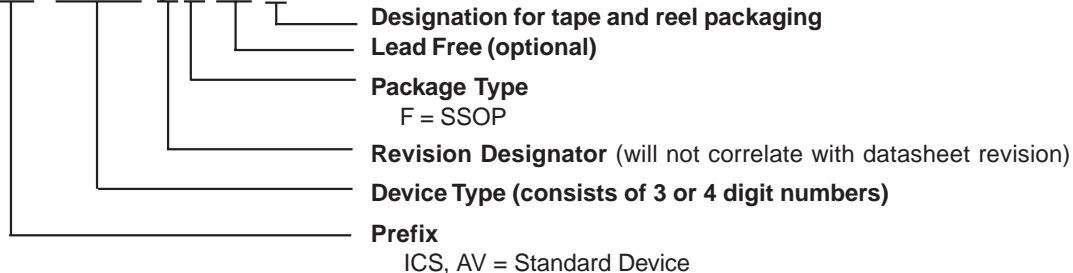 Designation for tape and reel packaging
Lead Free (optional)
Package Type
F = SSOP
Revision Designator (will not correlate with datasheet revision)
Device Type (consists of 3 or 4 digit numbers)
Prefix
ICS, AV = Standard Device